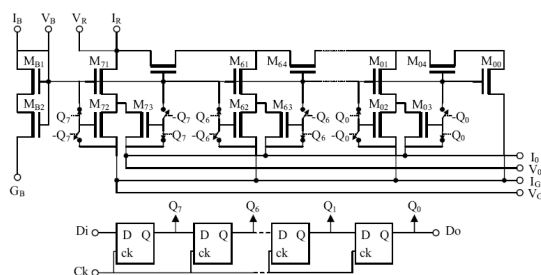 I_B V_B V_R I_R
M_B1 M_71 M_64 M_61 M_01 M_04 M_00
M_B2 Q_7 M_72 M_73 -Q_7 Q_6 M_62 M_63 -Q_6 Q_0 M_02 M_03 -Q_0
-Q_7 Q_7 -Q_6 Q_6 -Q_0 Q_0
I_0
V_0
G_B I_G
V_G
Q_7 Q_6 Q_1 Q_0
Di D Q D Q D Q D Q Do
ck ck ck ck
Ck